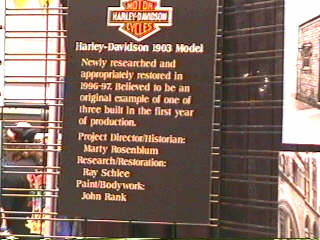 MOTOR
HARLEY-DAVIDSON
CYCLES
Harley-Davidson 1903 Model
Newly researched and
appropriately restored in
1996-97. Believed to be an
original example of one of
three built in the first year
of production.
Project Director/Historian:
Marty Rosenblum
Research/Restoration:
Ray Schlee
Paint/Bodywork:
John Rank